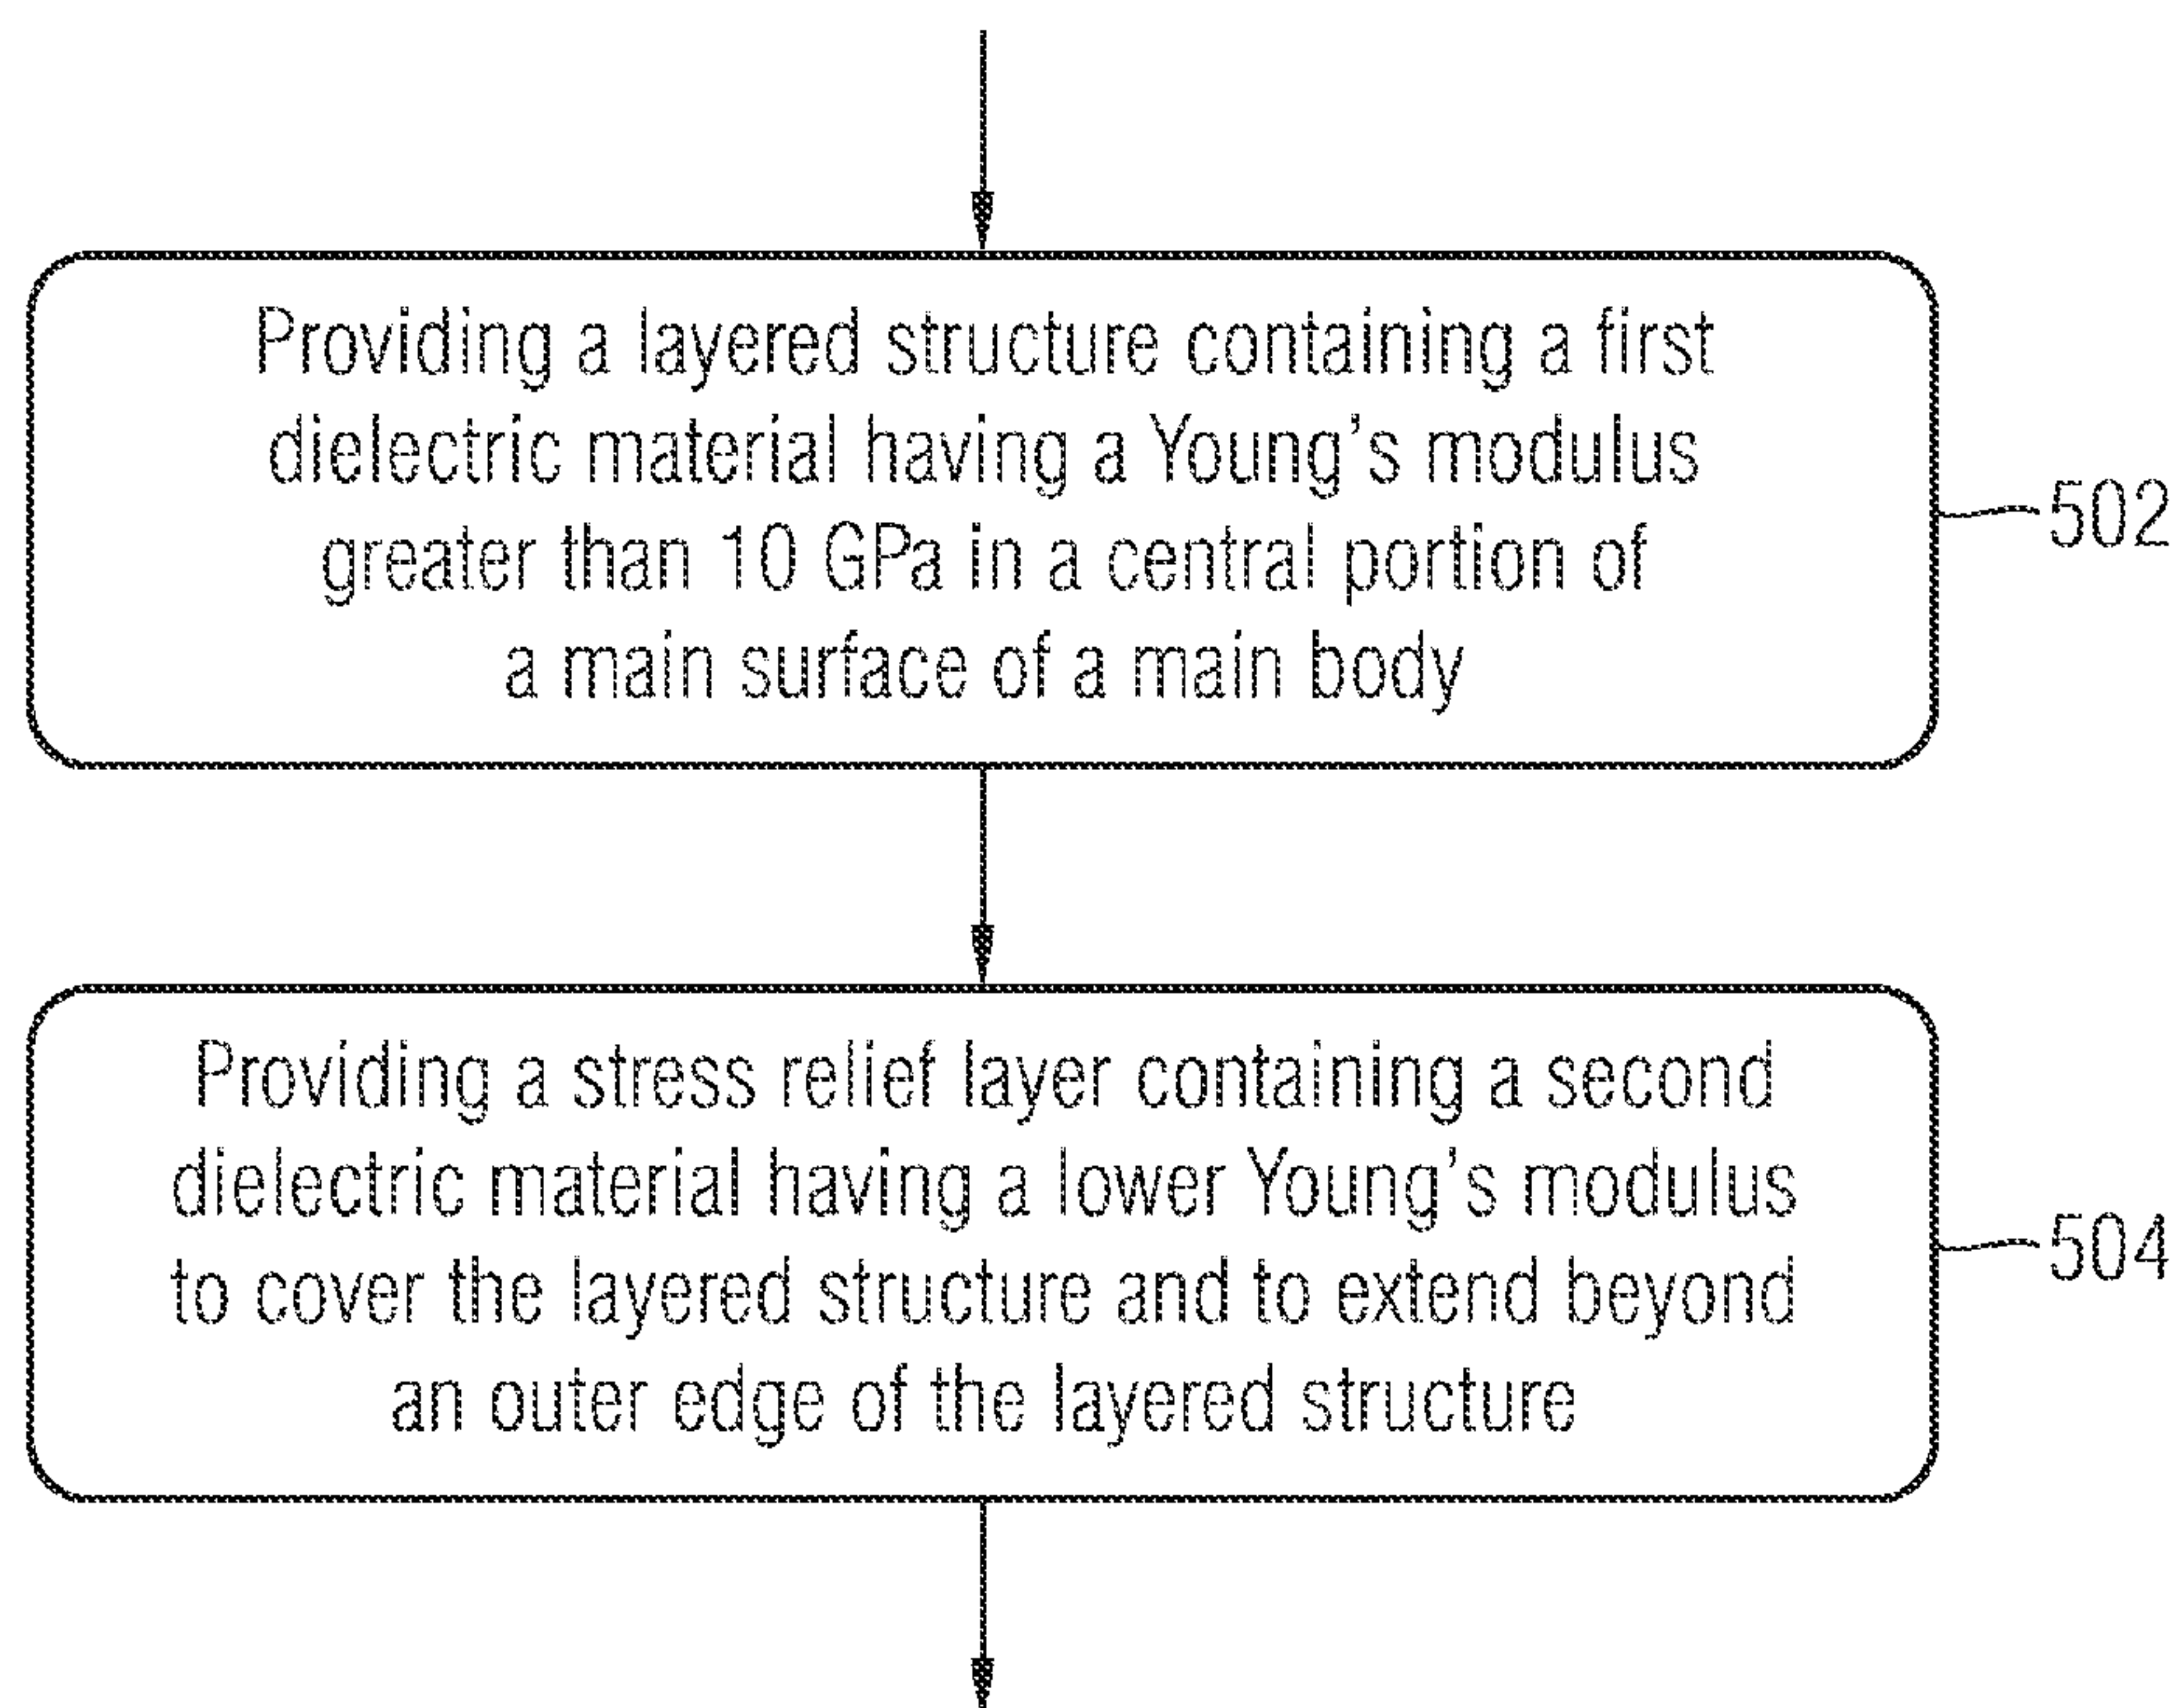 Providing a layered structure containing a first
dielectric material having a Young's modulus
greater than 10 GPa in a central portion of
a main surface of a main body
502
Providing a stress relief layer containing a second
dielectric material having a lower Young's modulus
to cover the layered structure and to extend beyond
an outer edge of the layered structure
504